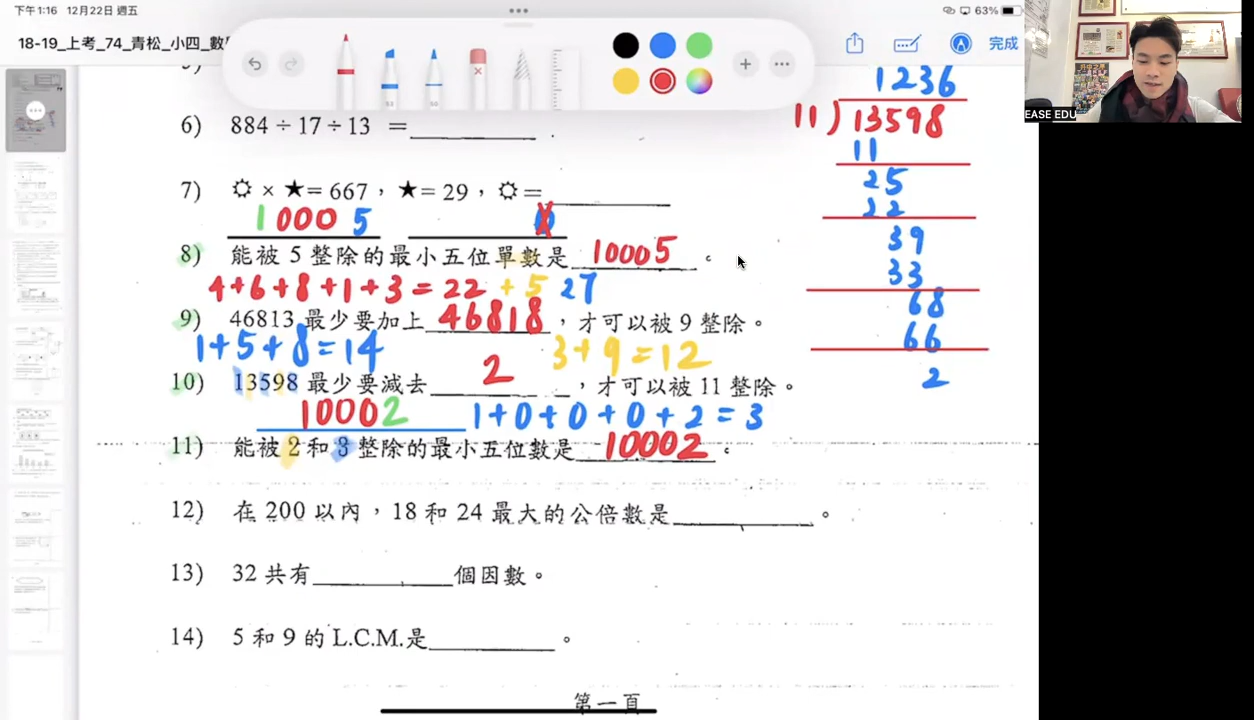 下午1:16 12月22日 週五
63%
18-19_上考_74_青松_小四_數
完成
EASE EDU
1236
11)13598
11
25
22
39
33
68
66
2
6) 884 ÷ 17 ÷ 13 =
7) ☼ × ★ = 667，★ = 29，☼ =
10005 0
8) 能被 5 整除的最小五位單數是 10005 。
4+6+8+1+3=22 +5 27
9) 46813 最少要加上 46818 ，才可以被 9 整除。
1+5+8=14 3+9=12
10) 13598 最少要減去 2 ，才可以被 11 整除。
10002 1+0+0+0+2=3
11) 能被 2 和 3 整除的最小五位數是 10002 。
12) 在 200 以內，18 和 24 最大的公倍數是 。
13) 32 共有 個因數。
14) 5 和 9 的 L.C.M.是 。
第一頁